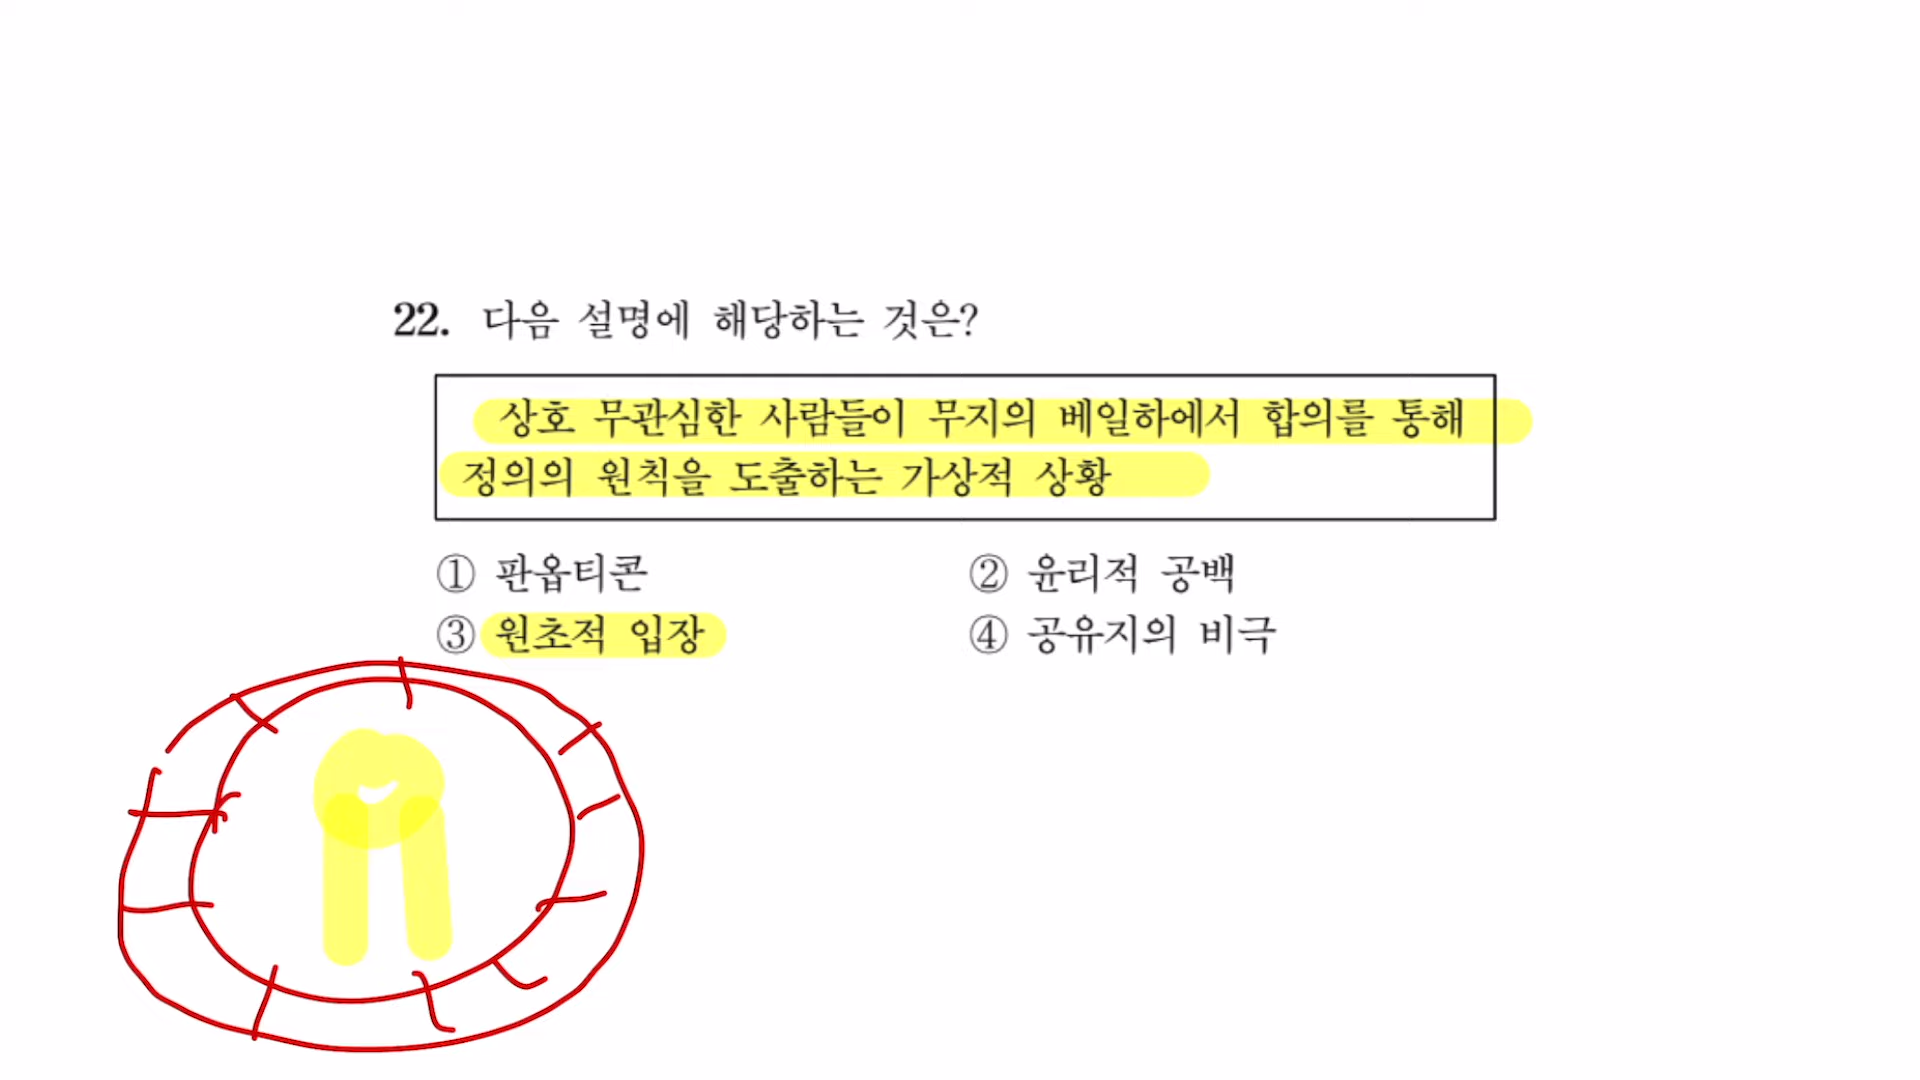 22. 다음 설명에 해당하는 것은?
상호 무관심한 사람들이 무지의 베일하에서 합의를 통해
정의의 원칙을 도출하는 가상적 상황
① 판옵티콘 ② 윤리적 공백
③ 원초적 입장 ④ 공유지의 비극